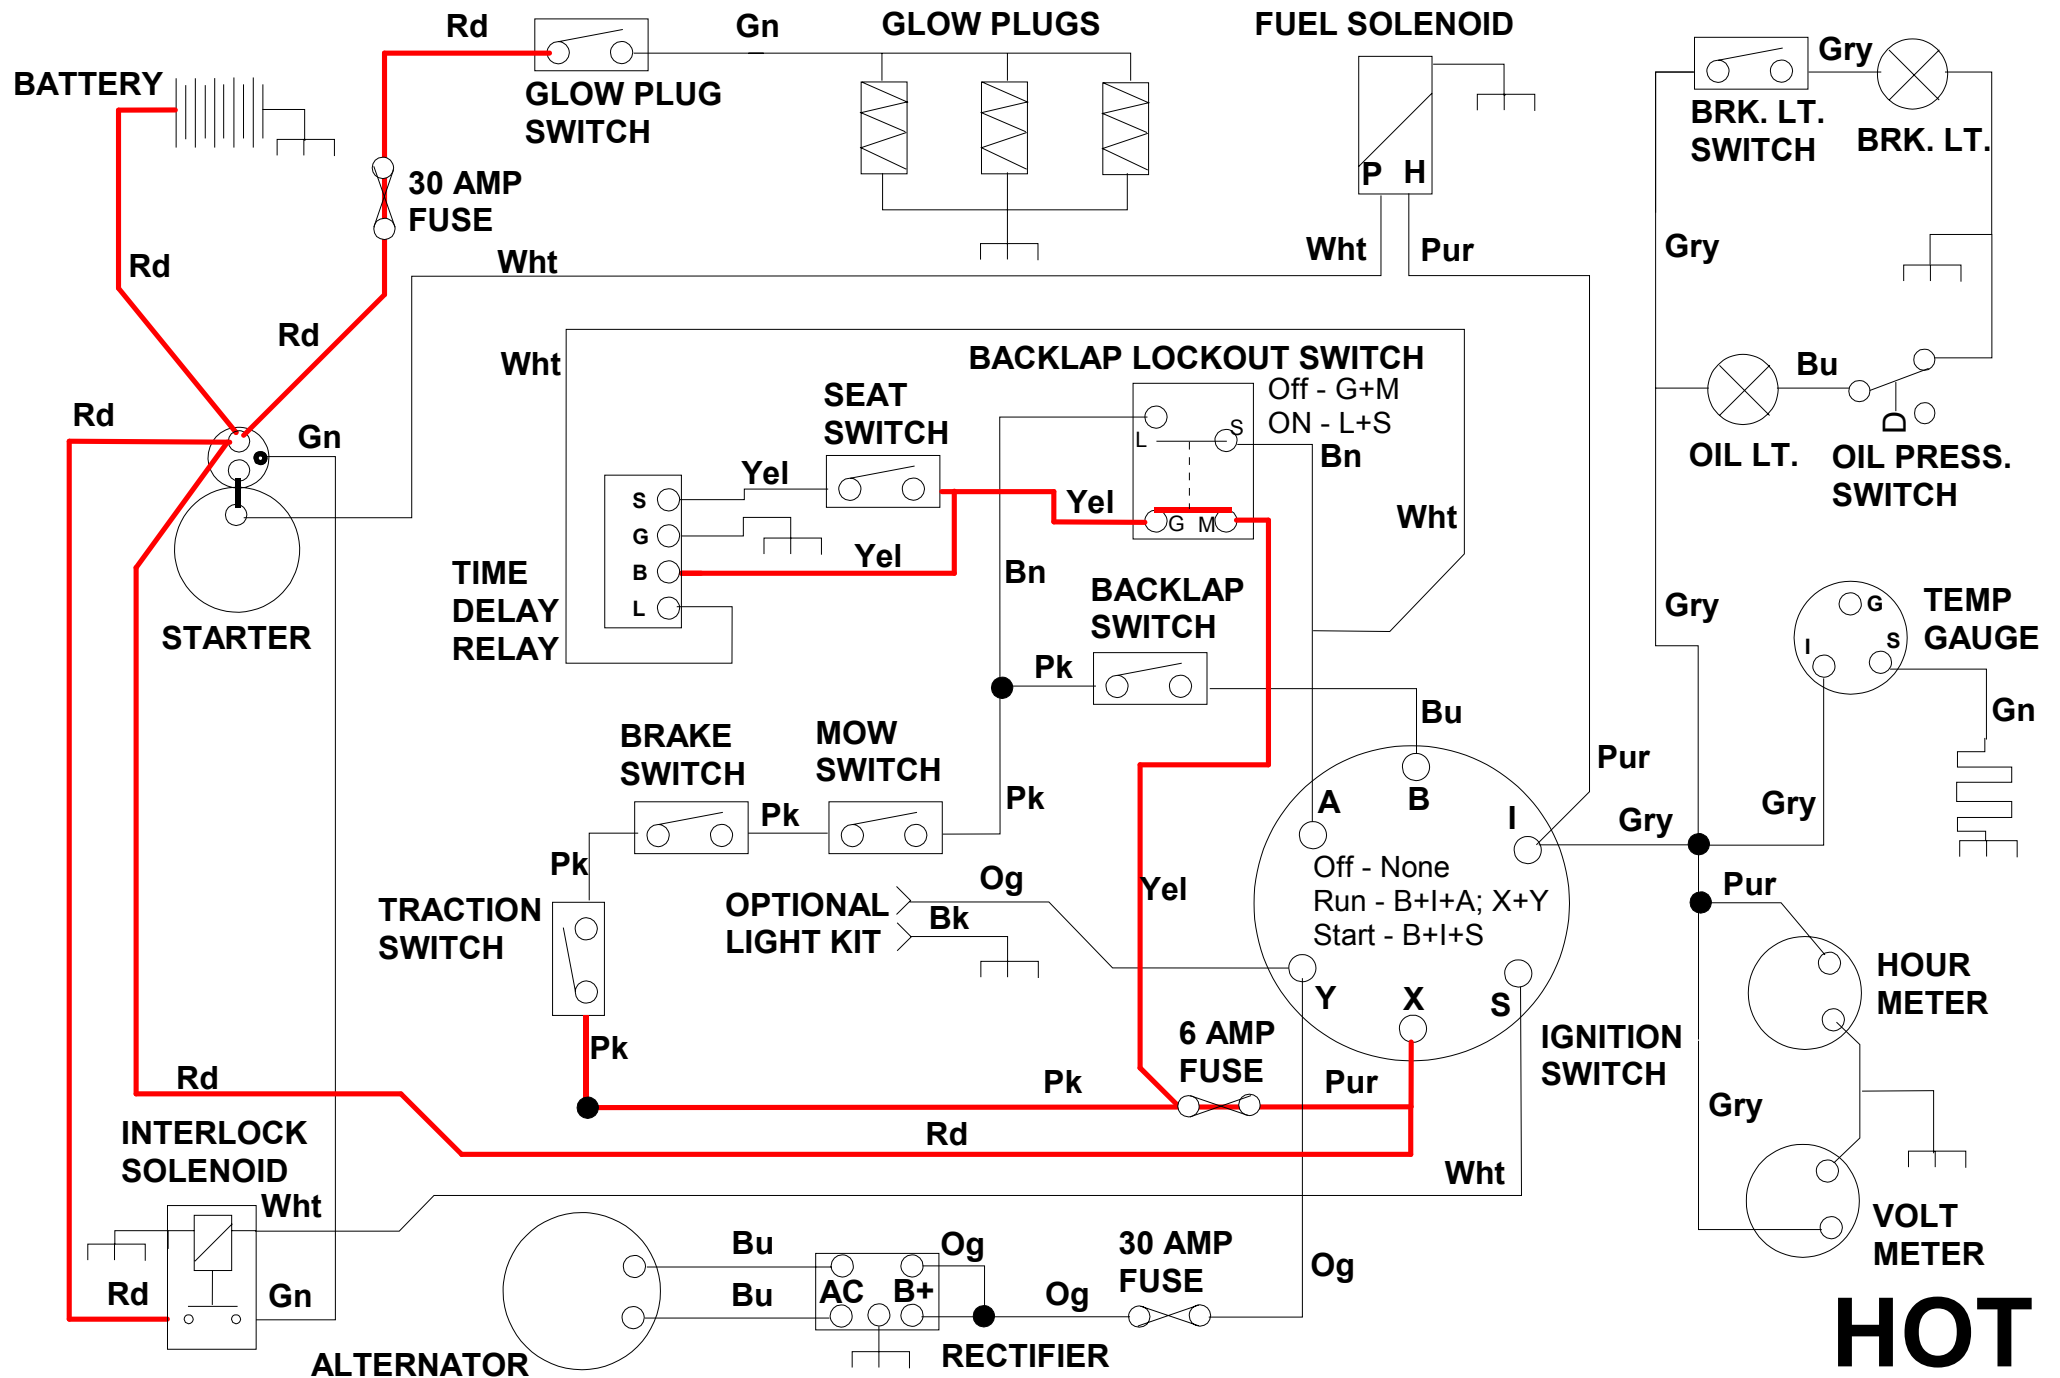 Rd
Gn
GLOW PLUGS
FUEL SOLENOID
Gry
BATTERY
GLOW PLUG
SWITCH
BRK. LT.
SWITCH
BRK. LT.
30 AMP
FUSE
P H
Rd
Wht
Wht
Pur
Gry
Rd
Wht
BACKLAP LOCKOUT SWITCH
Off - G+M
ON - L+S
Bu
SEAT
SWITCH
Rd
Gn
L
S
Bn
OIL LT.
OIL PRESS.
SWITCH
D
Yel
Yel
S
G
B
L
G M
Wht
Yel
TIME
DELAY
RELAY
Bn
BACKLAP
SWITCH
Gry
G
I
S
TEMP
GAUGE
STARTER
Pk
Gn
BRAKE
SWITCH
MOW
SWITCH
Bu
Pur
Pk
Pk
A
B
I
Gry
Gry
Pk
Off - None
Run - B+I+A; X+Y
Start - B+I+S
Og
Yel
Pur
TRACTION
SWITCH
OPTIONAL
LIGHT KIT
Bk
HOUR
METER
Y
X
S
Pk
6 AMP
FUSE
IGNITION
SWITCH
Rd
Pk
Pur
Gry
INTERLOCK
SOLENOID
Rd
Wht
Wht
Bu
Og
30 AMP
FUSE
VOLT
METER
Rd
Gn
Bu
AC
B+
Og
Og
ALTERNATOR
RECTIFIER
HOT